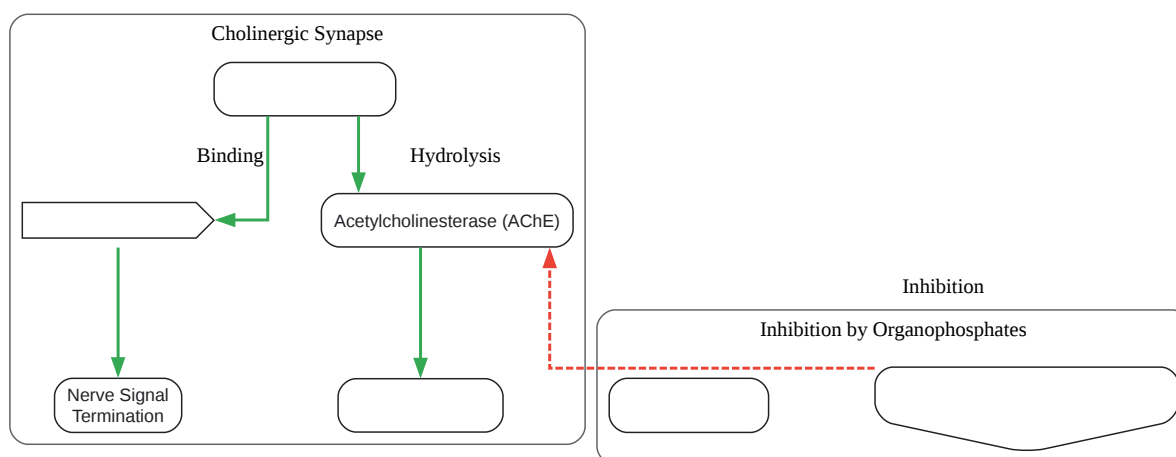 Cholinergic Synapse
Binding
Hydrolysis
Acetylcholinesterase (AChE)
Nerve Signal
Termination
Inhibition
Inhibition by Organophosphates